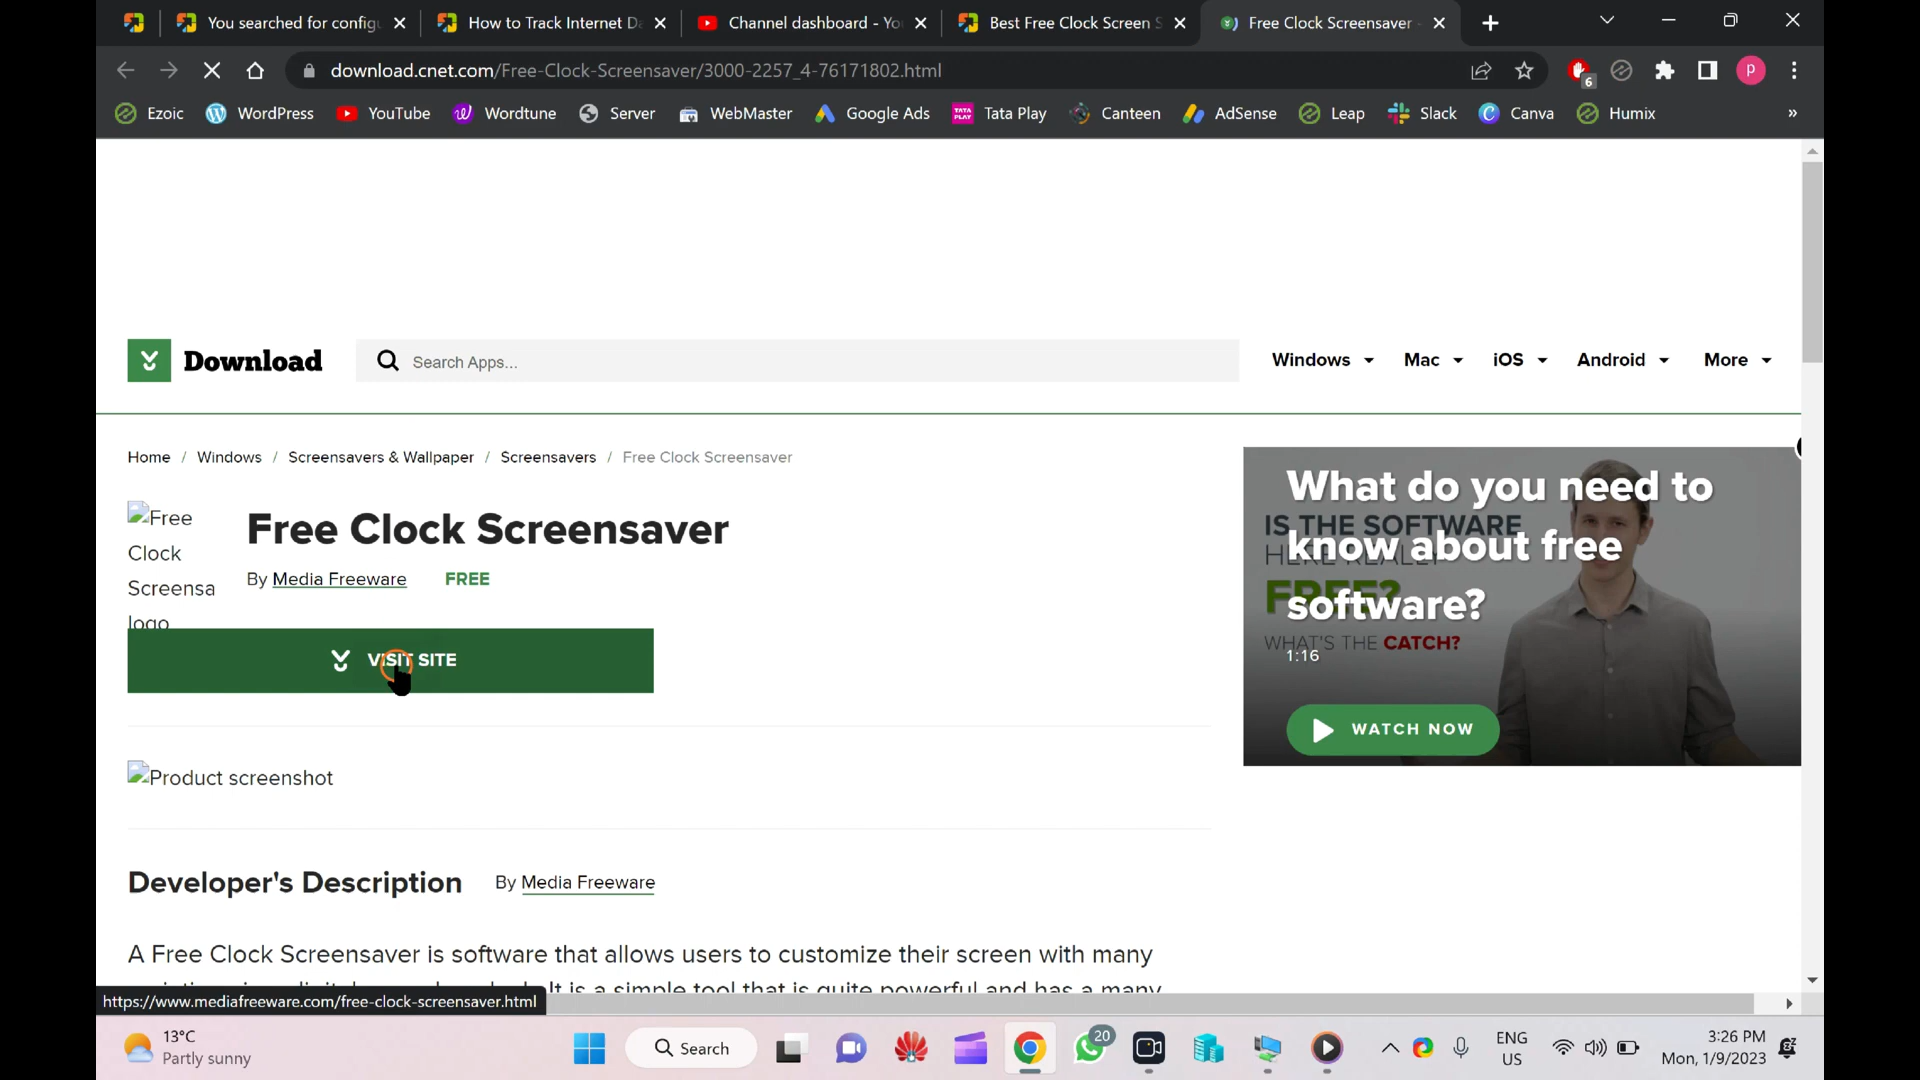 You searched for configu
How to Track Internet Da
Channel dashboard - Yo
Best Free Clock Screen S
Free Clock Screensaver -
download.cnet.com/Free-Clock-Screensaver/3000-2257_4-76171802.html
6
P
Ezoic
WordPress
YouTube
Wordtune
Server
WebMaster
Google Ads
TATA PLAY
Tata Play
Canteen
AdSense
Leap
Slack
Canva
Humix
»
Download
Search Apps...
Windows
Mac
iOS
Android
More
Home / Windows / Screensavers & Wallpaper / Screensavers / Free Clock Screensaver
Free
Clock
Screensa
logo
Free Clock Screensaver
By Media Freeware FREE
VISIT SITE
What do you need to
know about free
software?
IS THE SOFTWARE
HERE REALLY
FREE?
WHAT'S THE CATCH?
1:16
WATCH NOW
Product screenshot
Developer's Description By Media Freeware
A Free Clock Screensaver is software that allows users to customize their screen with many
It is a simple tool that is quite powerful and has a many
https://www.mediafreeware.com/free-clock-screensaver.html
13°C
Partly sunny
Search
20
ENG
US
3:26 PM
Mon, 1/9/2023